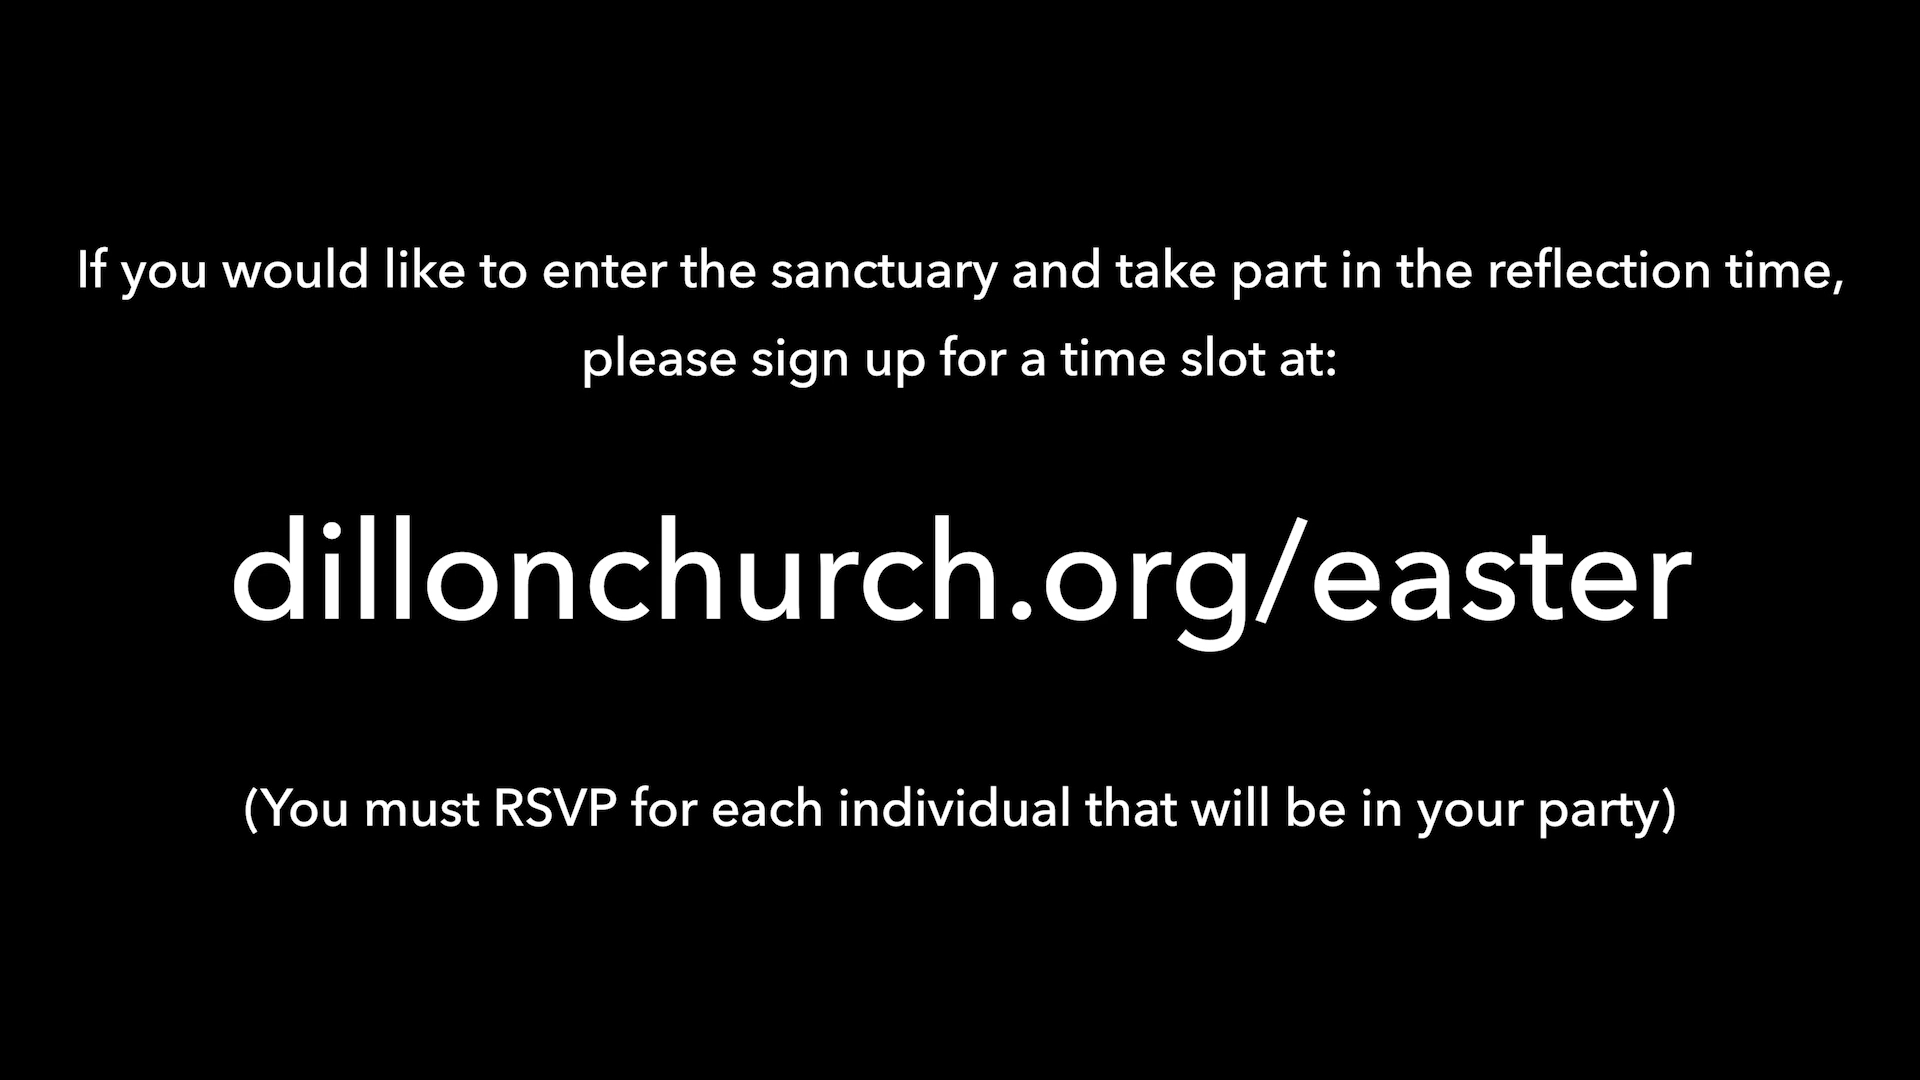 If you would like to enter the sanctuary and take part in the reflection time,
please sign up for a time slot at:
dillonchurch.org/easter
(You must RSVP for each individual that will be in your party)